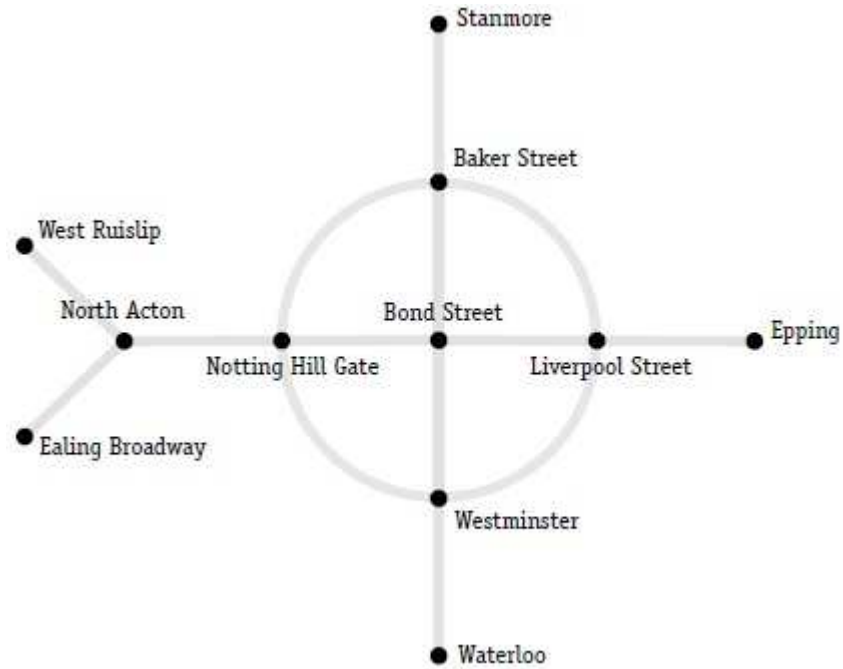 Stanmore
Baker Street
West Ruislip
North Acton
Bond Street
Epping
Notting Hill Gate
Liverpool Street
Ealing Broadway
Westminster
Waterloo